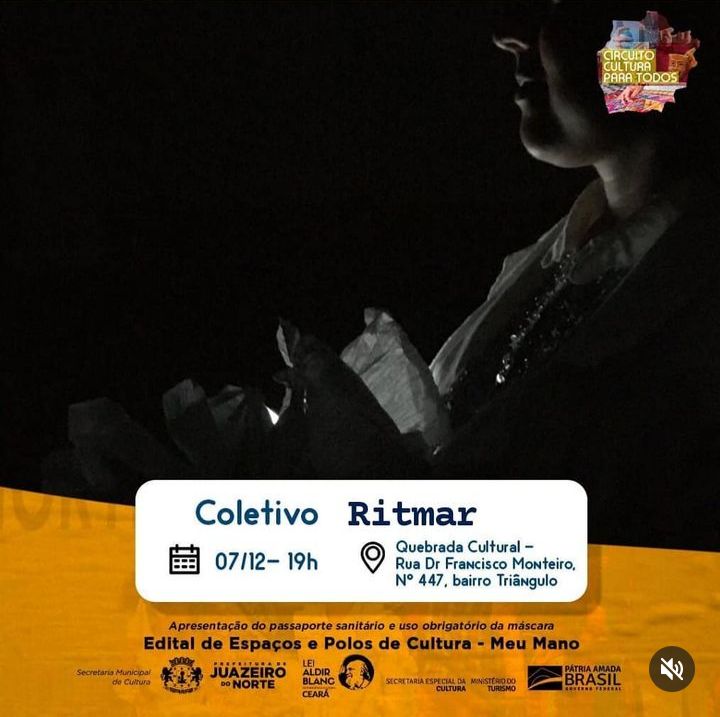 CIRCUITO
CULTURA
PARA TODOS
Coletivo Ritmar
07/12– 19h
Quebrada Cultural –
Rua Dr Francisco Monteiro,
Nº 447, bairro Triângulo
Apresentação do passaporte sanitário e uso obrigatório da máscara
Edital de Espaços e Polos de Cultura - Meu Mano
Secretaria Municipal
de Cultura
PREFEITURA DE
JUAZEIRO
DO NORTE
LEI
ALDIR
BLANC
CEARÁ
SECRETARIA ESPECIAL DA
CULTURA
MINISTÉRIO DO
TURISMO
PÁTRIA AMADA
BRASIL
GOVERNO FEDERAL